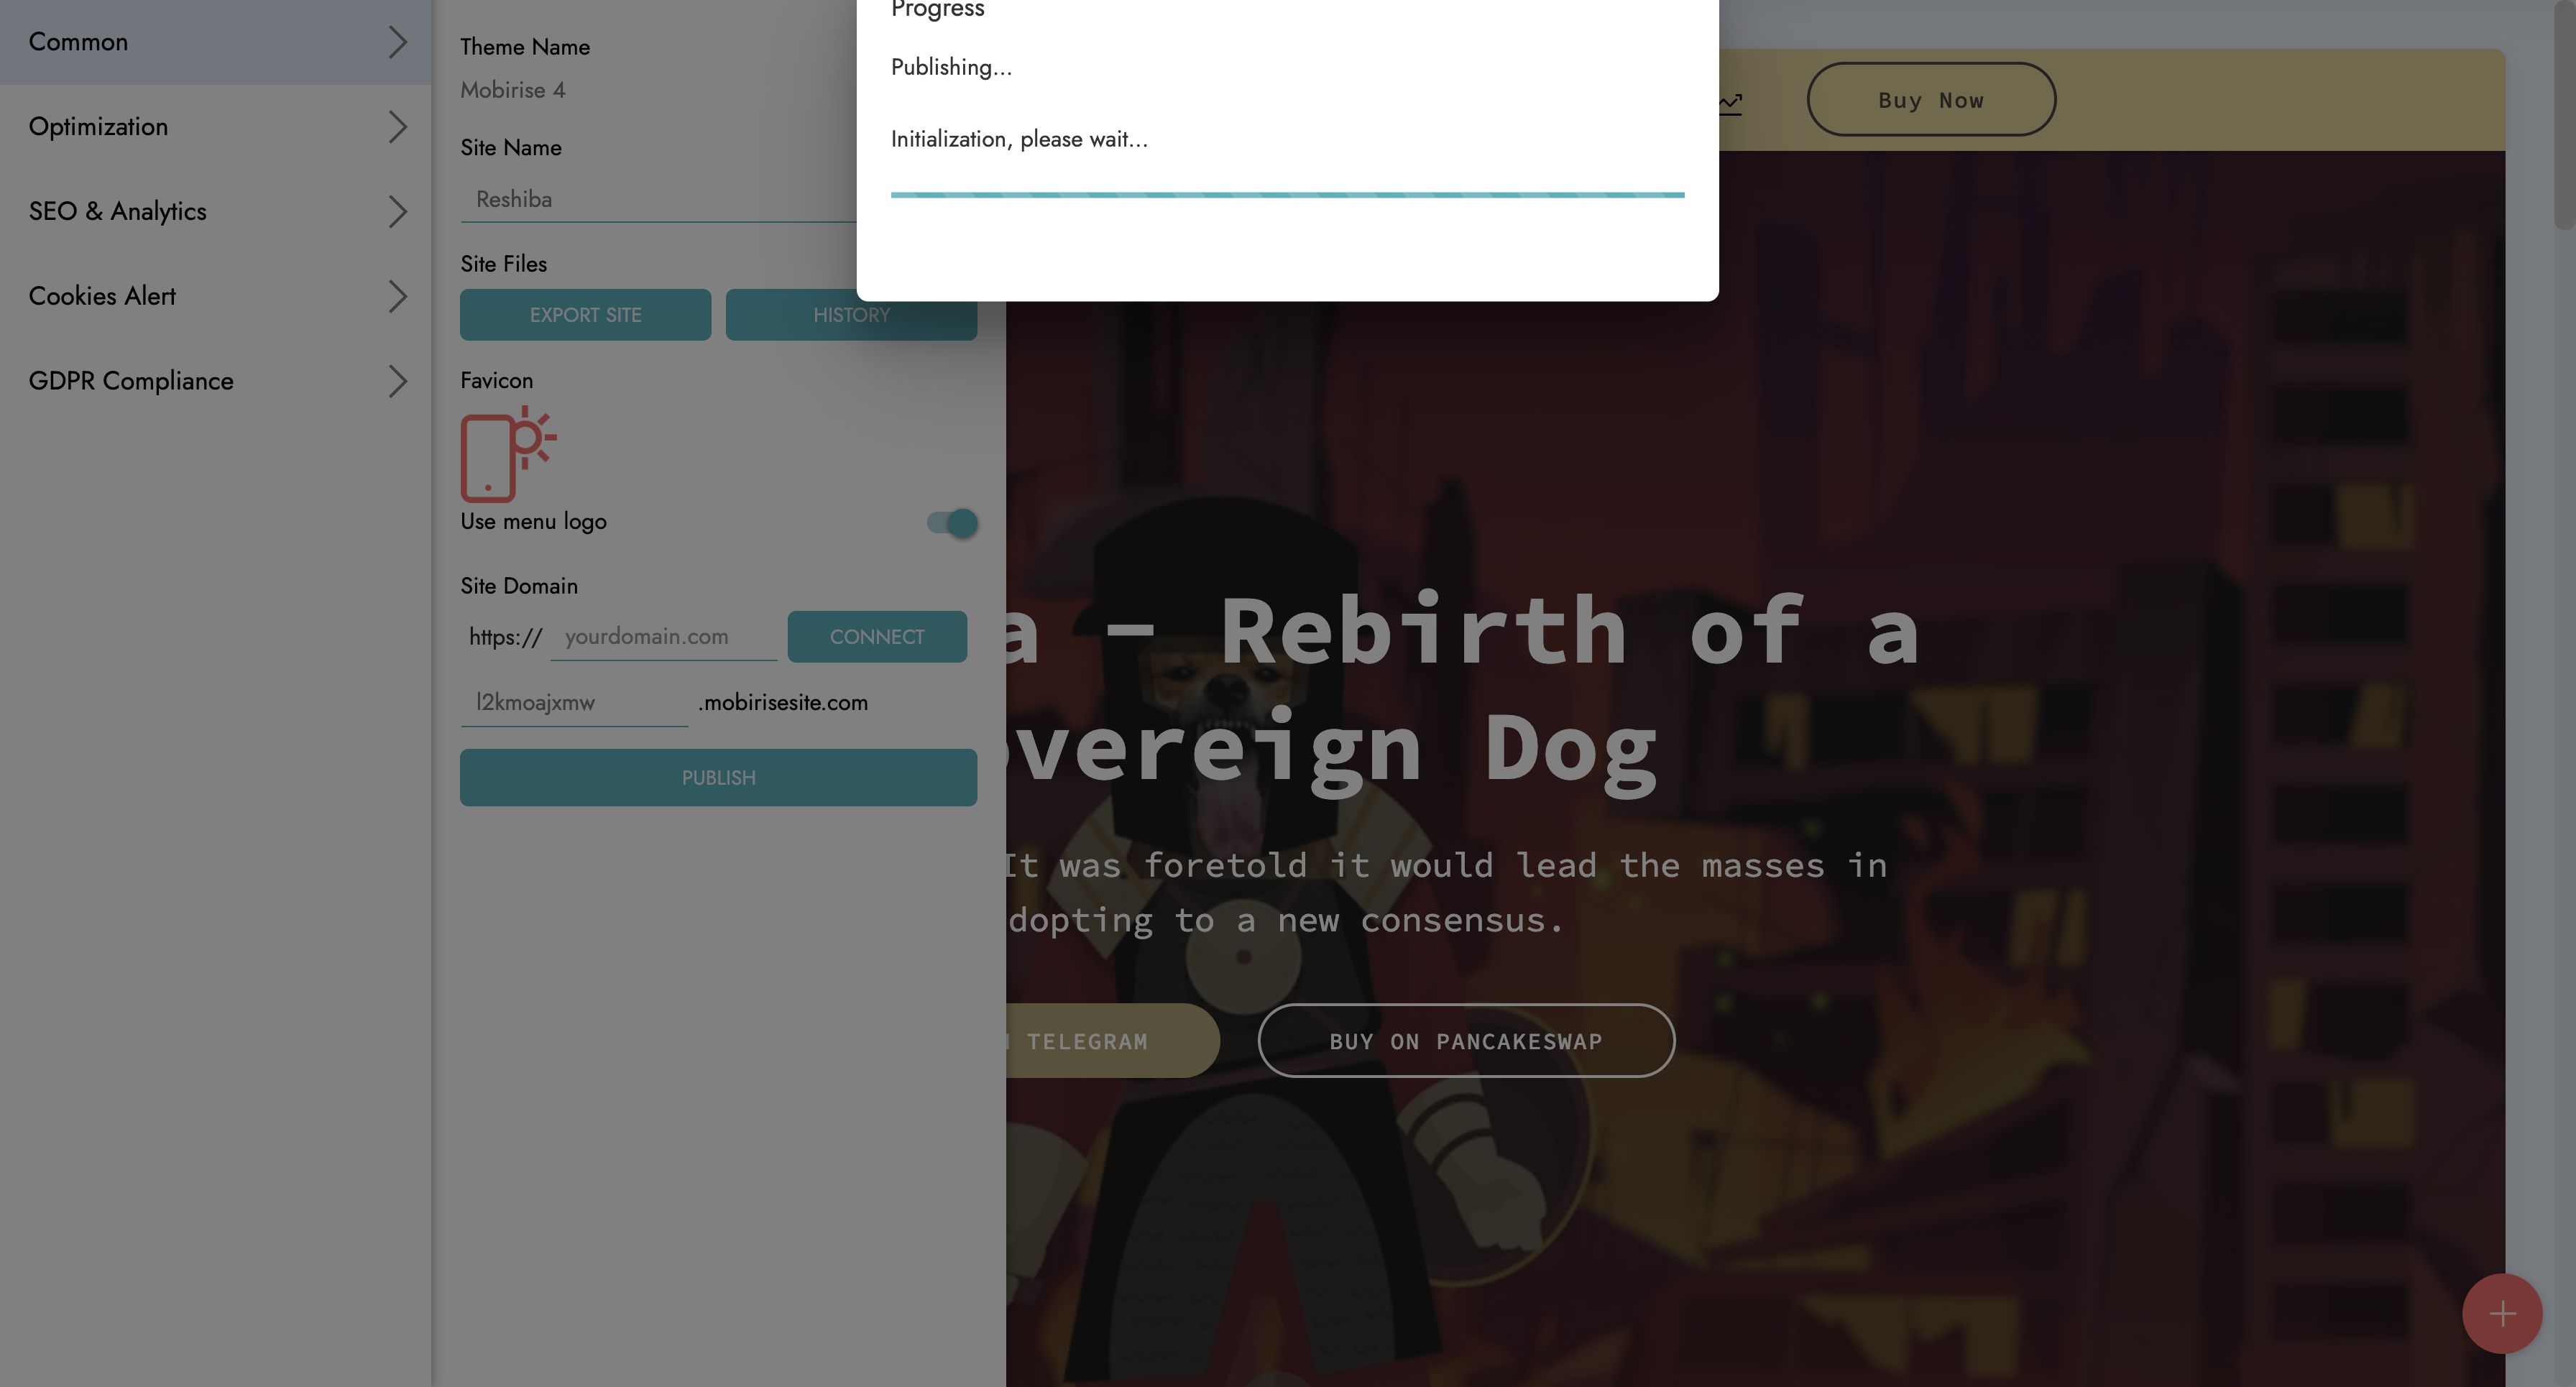 Common
Optimization
SEO & Analytics
Cookies Alert
GDPR Compliance
Theme Name
Mobirise 4
Site Name
Reshiba
Site Files
EXPORT SITE
HISTORY
Favicon
Use menu logo
Site Domain
https:// yourdomain.com CONNECT
l2kmoajxmw .mobirisesite.com
PUBLISH
Progress
Publishing...
Initialization, please wait...
Buy Now
a – Rebirth of a
vereign Dog
It was foretold it would lead the masses in
dopting to a new consensus.
TELEGRAM
BUY ON PANCAKESWAP